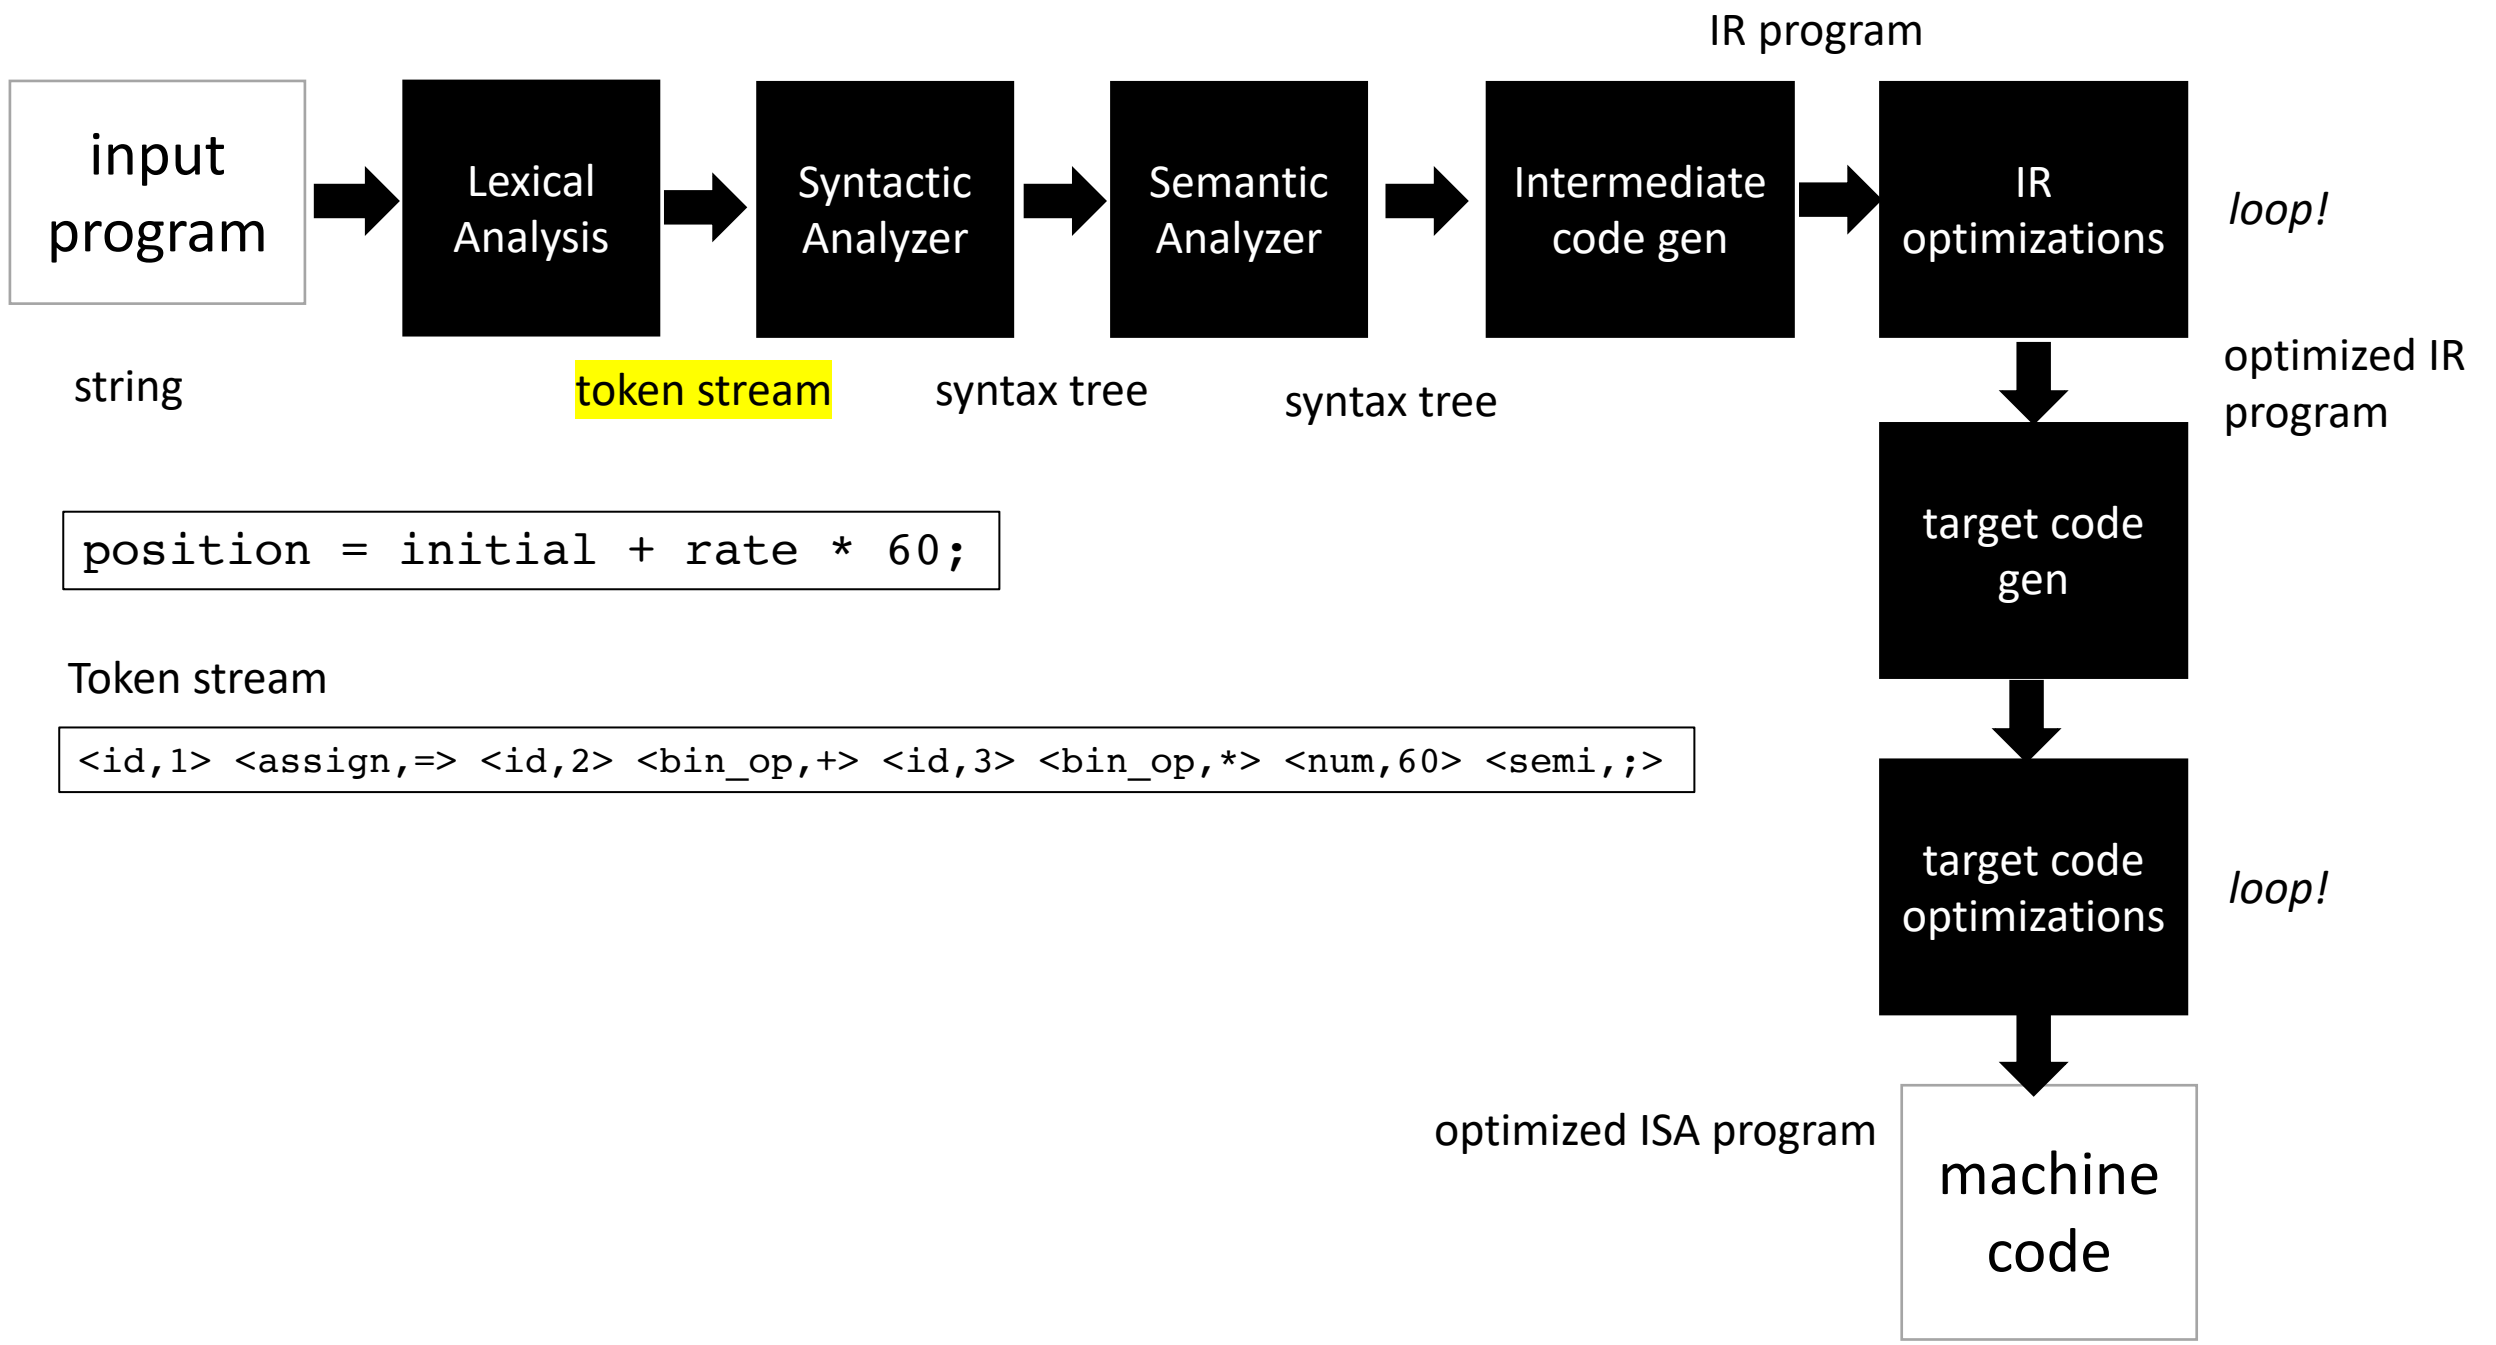 IR program
input
program
Lexical
Analysis
Syntactic
Analyzer
Semantic
Analyzer
Intermediate
code gen
IR
optimizations
loop!
string
token stream
syntax tree
syntax tree
optimized IR
program
position = initial + rate * 60;
target code
gen
Token stream
<id,1> <assign,=> <id,2> <bin_op,+> <id,3> <bin_op,*> <num,60> <semi,;>
target code
optimizations
loop!
optimized ISA program
machine
code